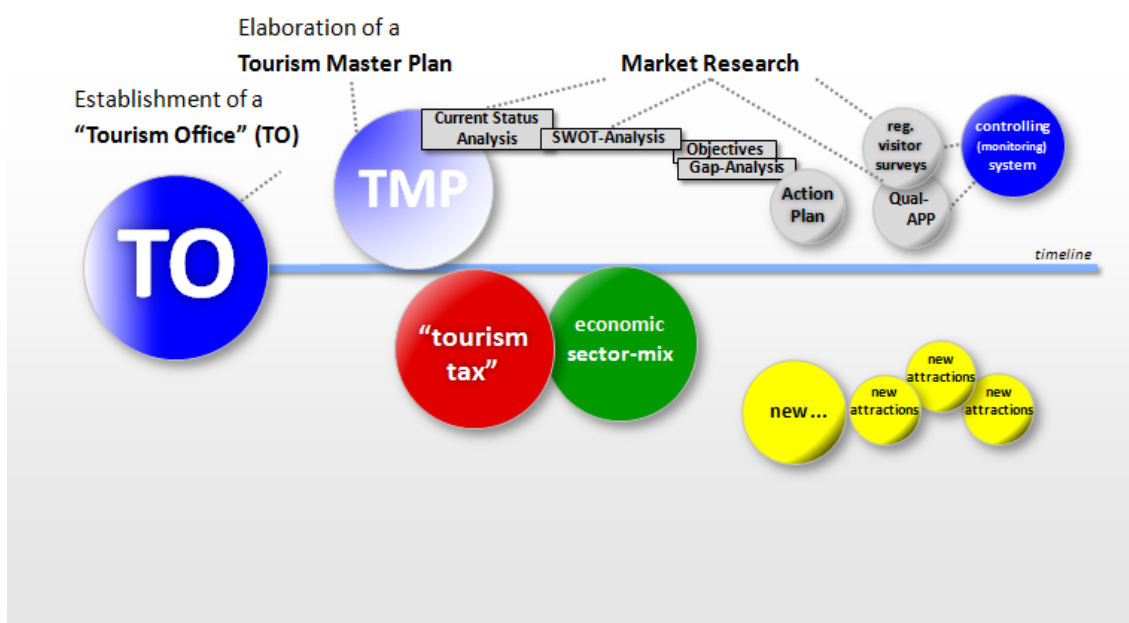 Elaboration of a
Tourism Master Plan
Market Research
Establishment of a
“Tourism Office” (TO)
TO
TMP
Current Status
Analysis
SWOT-Analysis
Objectives
Gap-Analysis
Action
Plan
reg.
visitor
surveys
Qual-
APP
controlling
(monitoring)
system
timeline
“tourism
tax”
economic
sector-mix
new...
new
attractions
new
attractions
new
attractions